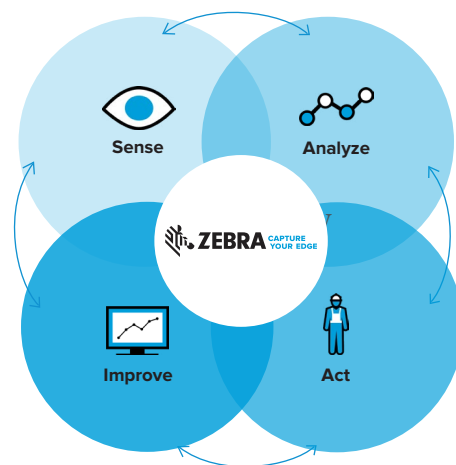 Sense
Analyze
ZEBRA CAPTURE
YOUR EDGE
Improve
Act